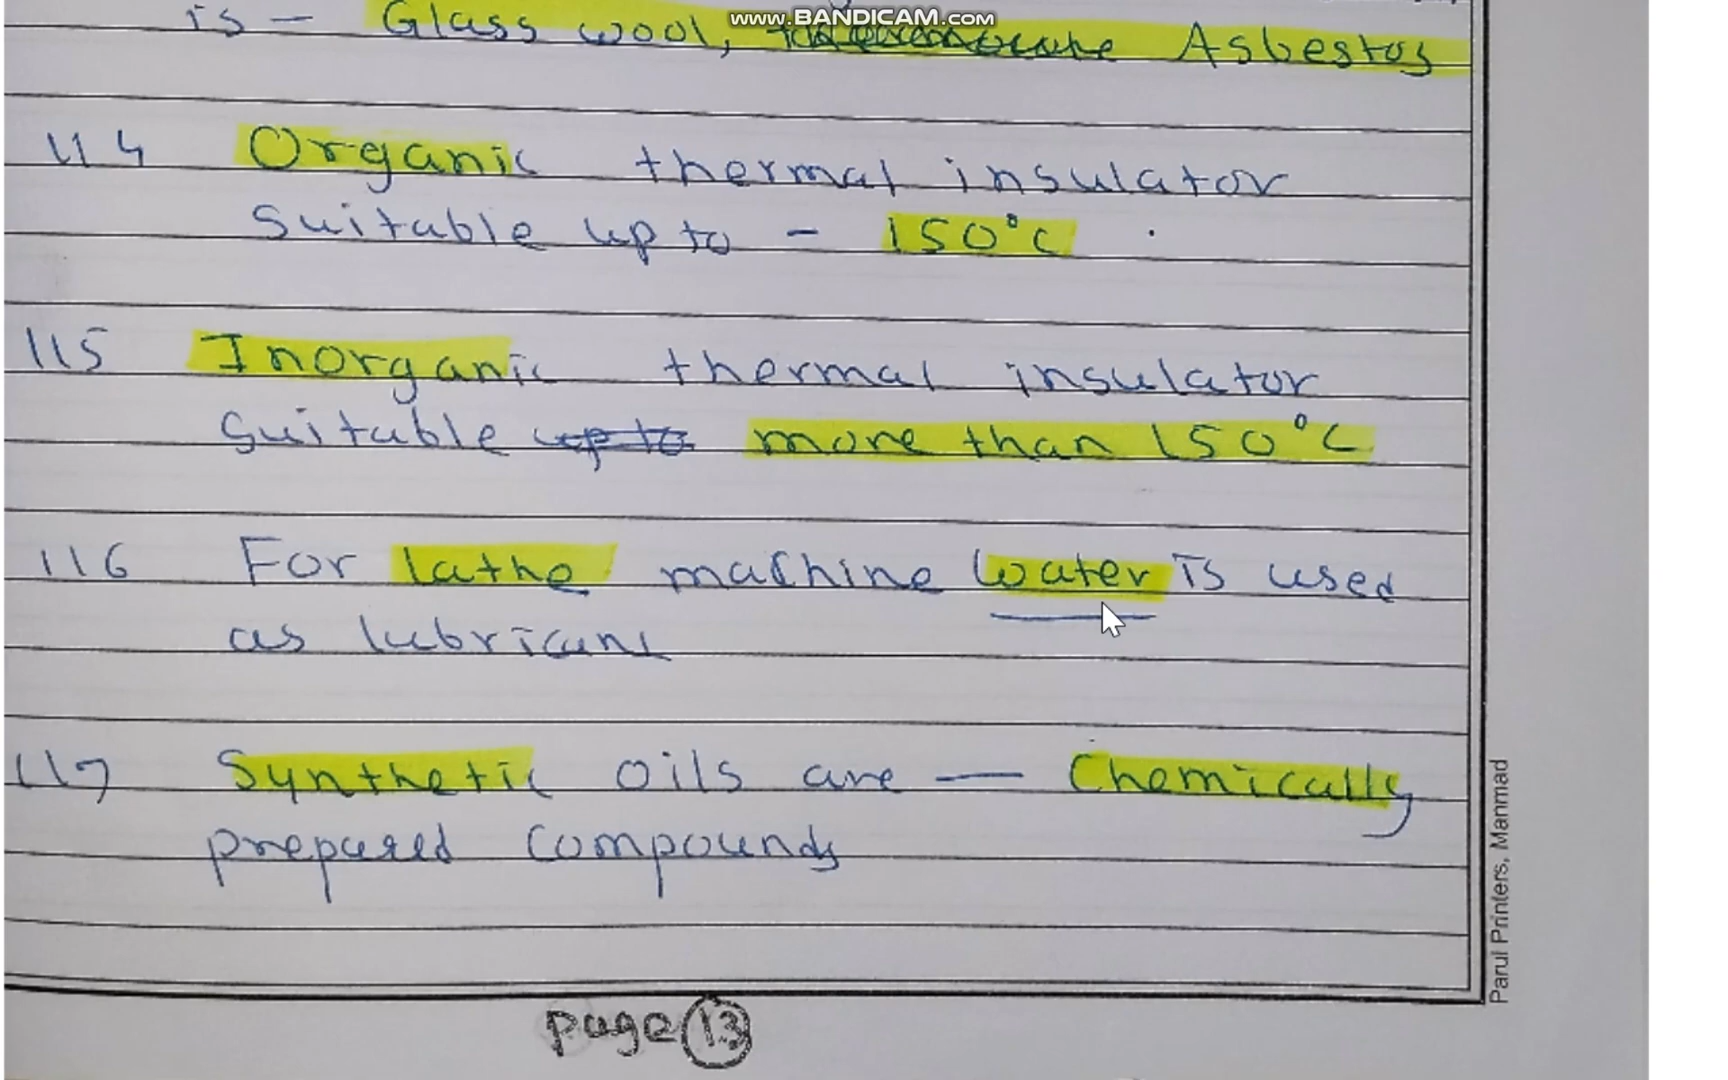 www.BANDICAM.com
is - Glass wool, Asbestos
114 Organic thermal insulator
suitable up to - 150°C .
115 Inorganic thermal insulator
suitable up to more than 150°C
116 For lathe machine water is used
as lubricant
117 Synthetic oils are - Chemically
prepared compounds
Parul Printers, Manmad
page 13